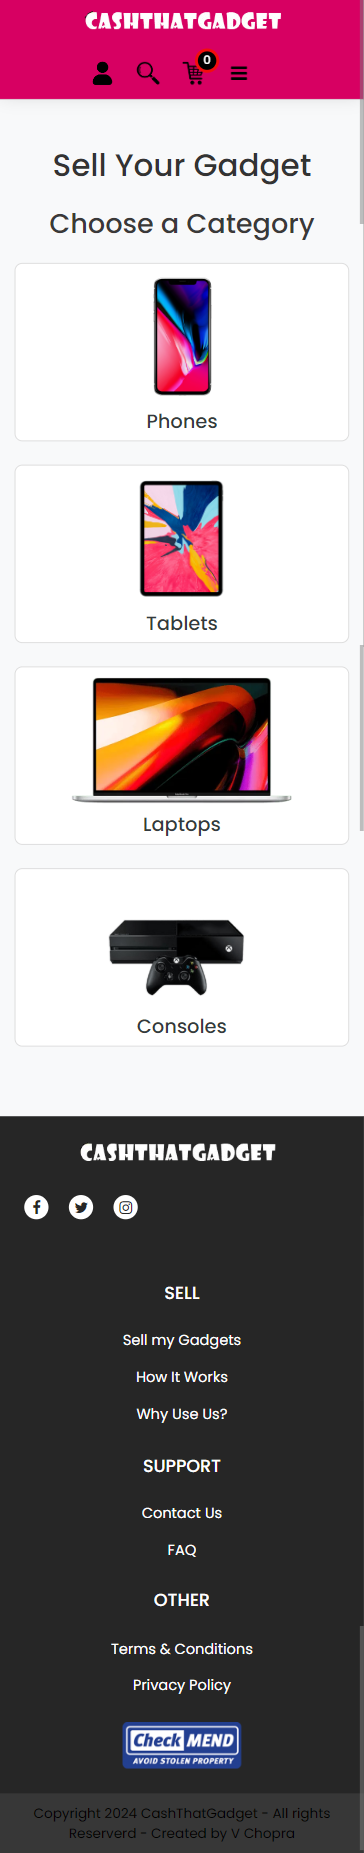 CASHTHATGADGET
0
Sell Your Gadget
Choose a Category
Phones
Tablets
Laptops
Consoles
CASHTHATGADGET
SELL
Sell my Gadgets
How It Works
Why Use Us?
SUPPORT
Contact Us
FAQ
OTHER
Terms & Conditions
Privacy Policy
Check MEND
AVOID STOLEN PROPERTY
Copyright 2024 CashThatGadget - All rights
Reserverd - Created by V Chopra